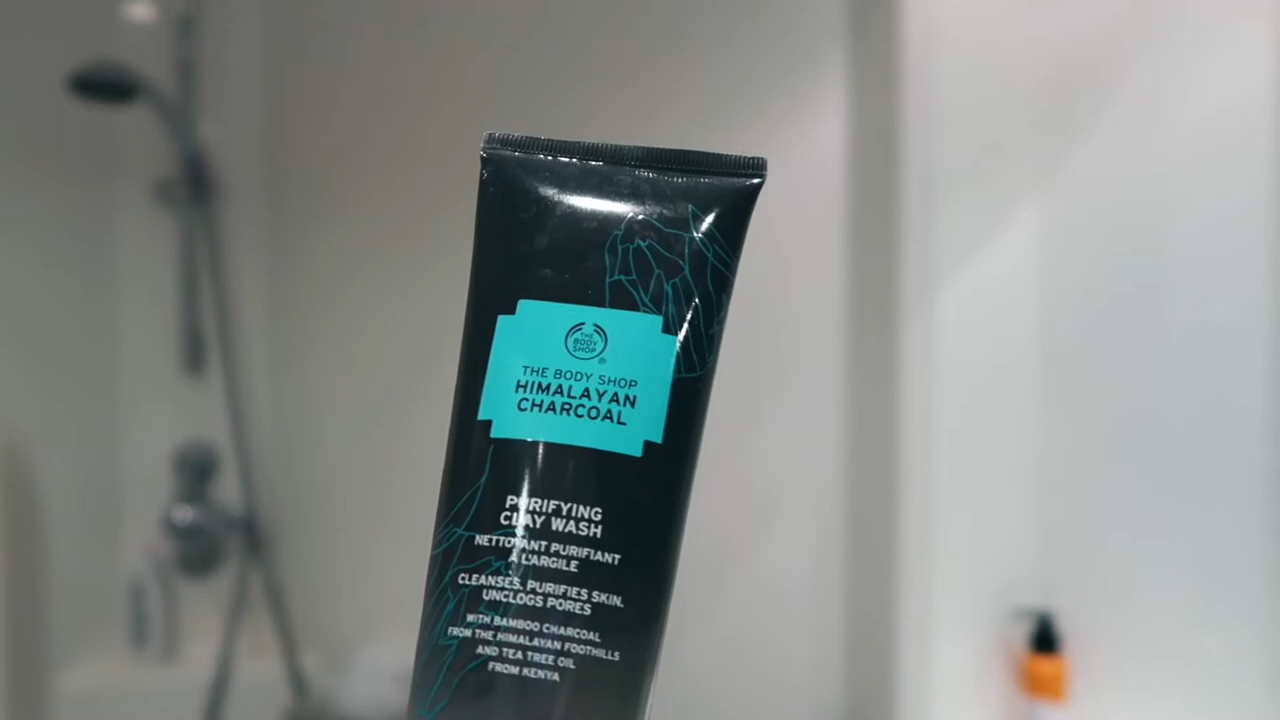 THE
BODY
SHOP
®
THE BODY SHOP
HIMALAYAN
CHARCOAL
PURIFYING
CLAY WASH
NETTOYANT PURIFIANT
À L'ARGILE
CLEANSES. PURIFIES SKIN.
UNCLOGS PORES
WITH BAMBOO CHARCOAL
FROM THE HIMALAYAN FOOTHILLS
AND TEA TREE OIL
FROM KENYA